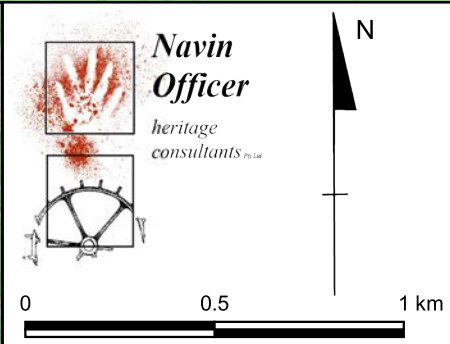 Navin
Officer
heritage
consultants Pty Ltd
N
0 0.5 1 km